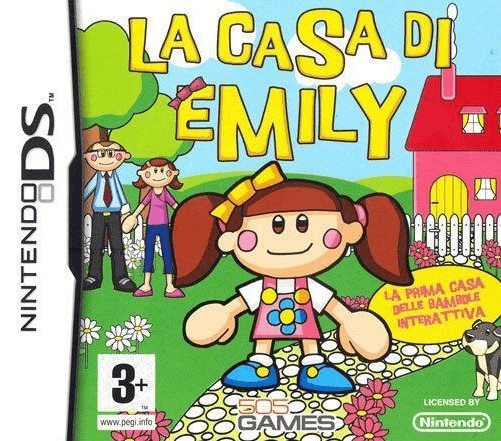 LA CASA DI
EMILY
NINTENDO DS™
LA PRIMA CASA
DELLE BAMBOLE
INTERATTIVA
3+
www.pegi.info
505
GAMES
LICENSED BY
Nintendo